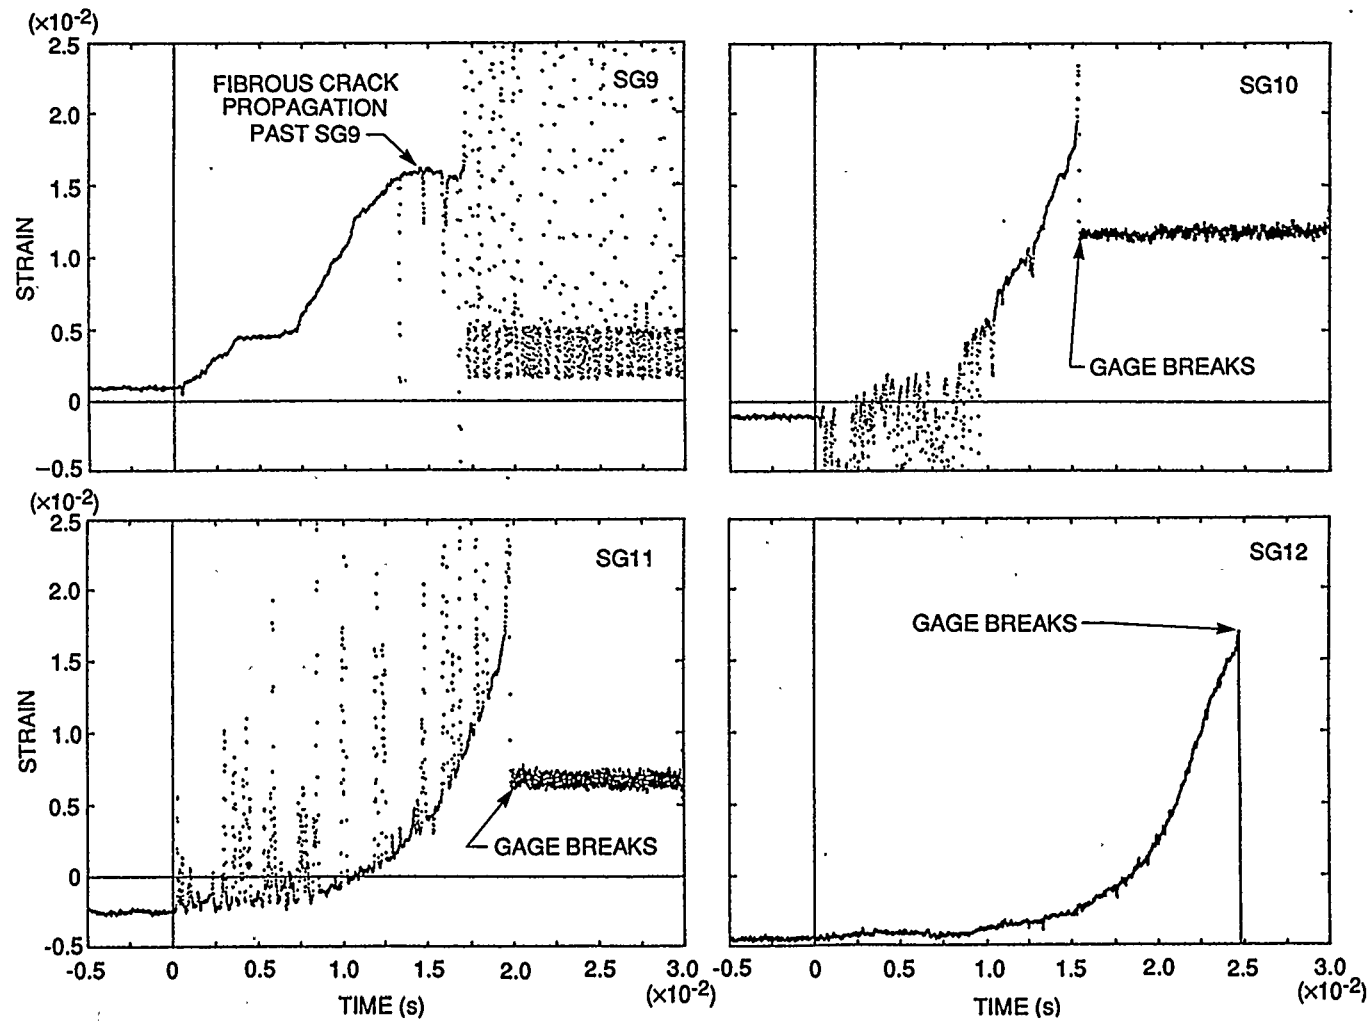 (×10-2)
2.5
2.0
1.5
1.0
0.5
0
−0.5
STRAIN
FIBROUS CRACK
PROPAGATION
PAST SG9
SG9
SG10
GAGE BREAKS
(×10-2)
2.5
2.0
1.5
1.0
0.5
0
-0.5
STRAIN
SG11
GAGE BREAKS
-0.5 0 0.5 1.0 1.5 2.0 2.5 3.0
(×10-2)
TIME (s)
SG12
GAGE BREAKS
-0.5 0 0.5 1.0 1.5 2.0 2.5 3.0
(×10-2)
TIME (s)